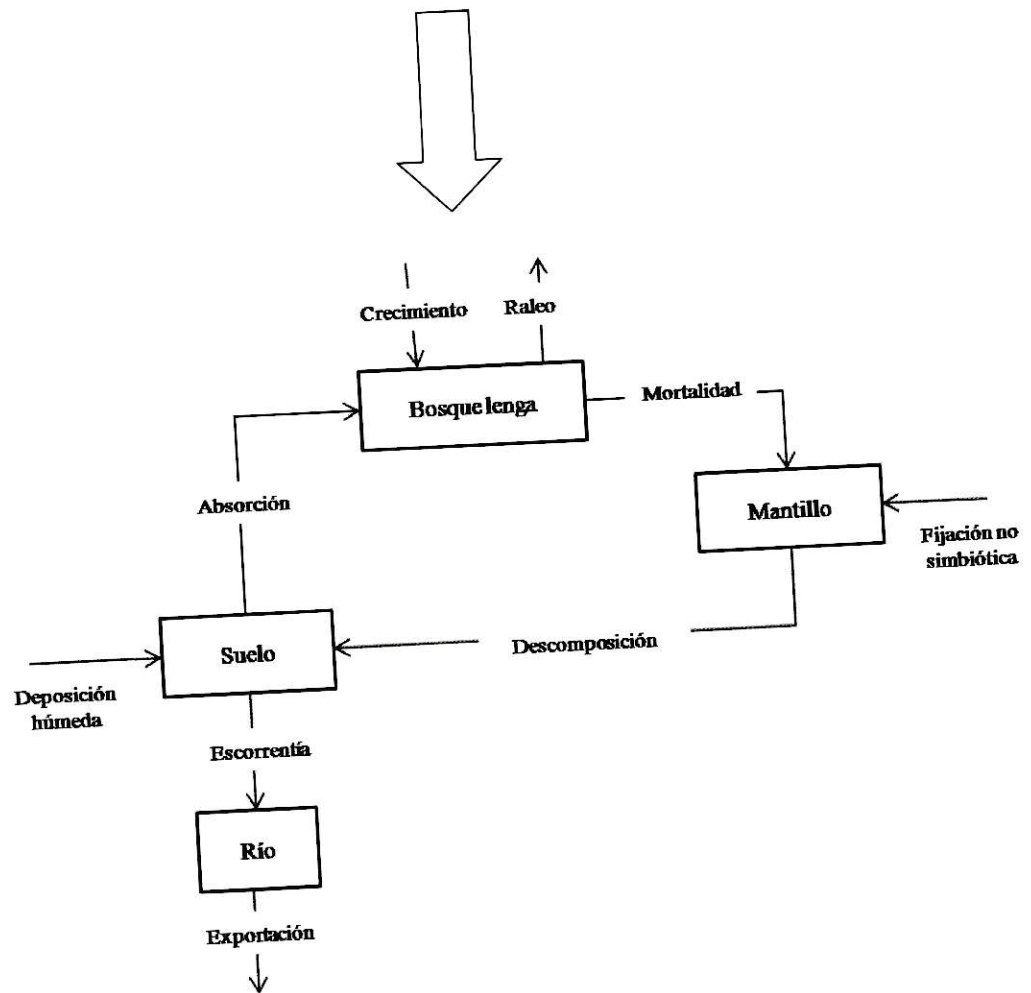 Crecimiento
Raleo
Bosque lenga
Mortalidad
Absorción
Mantillo
Fijación no
simbiótica
Suelo
Descomposición
Deposición
húmeda
Escorrentía
Río
Exportación